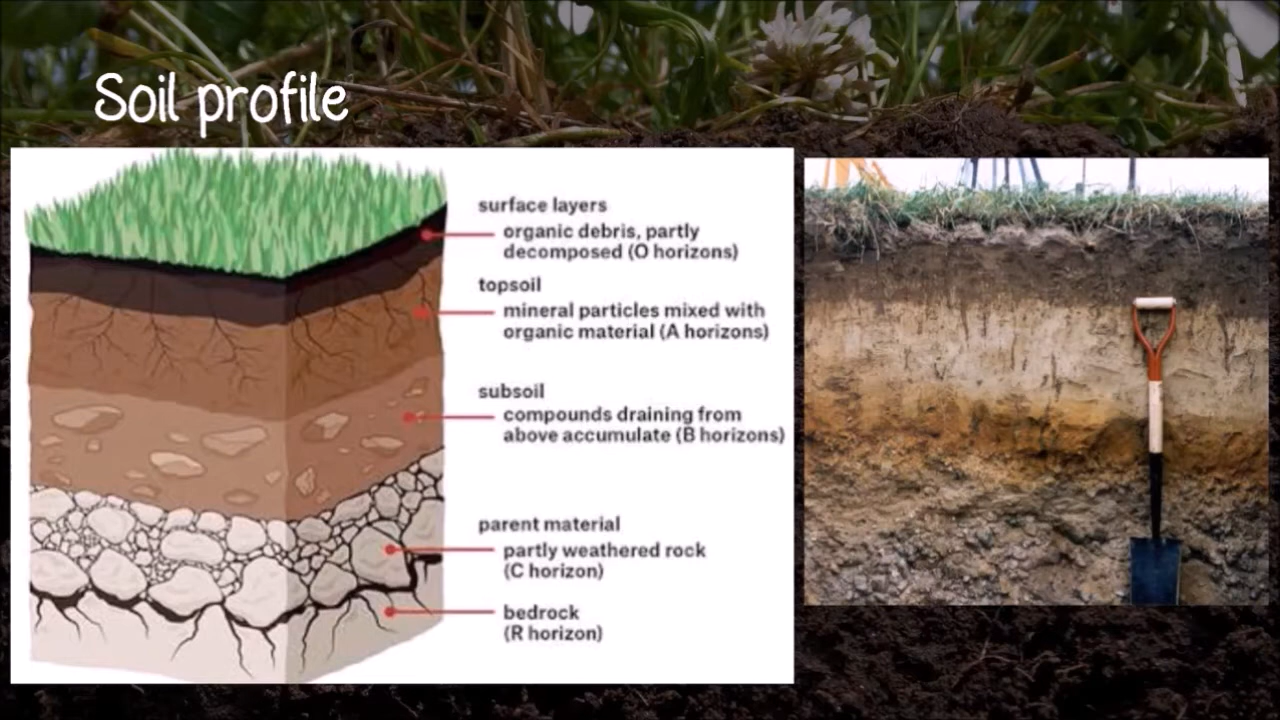 Soil profile
surface layers
organic debris, partly
decomposed (O horizons)
topsoil
mineral particles mixed with
organic material (A horizons)
subsoil
compounds draining from
above accumulate (B horizons)
parent material
partly weathered rock
(C horizon)
bedrock
(R horizon)